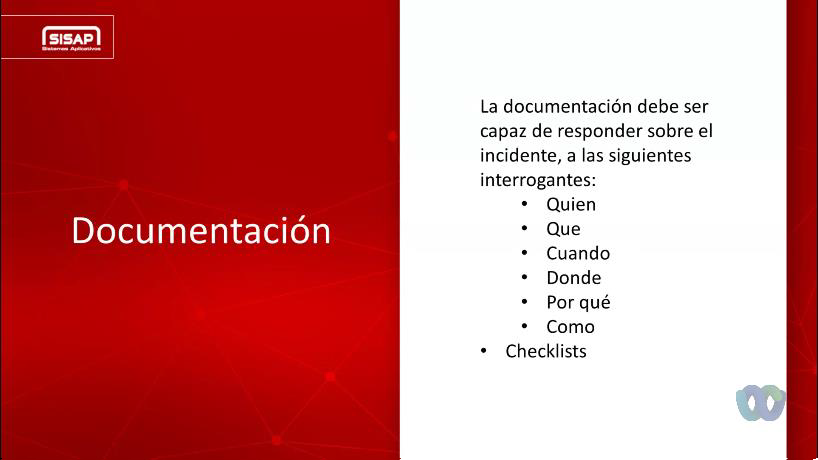 SISAP
Sistemas Aplicativos
Documentación
La documentación debe ser
capaz de responder sobre el
incidente, a las siguientes
interrogantes:
• Quien
• Que
• Cuando
• Donde
• Por qué
• Como
• Checklists